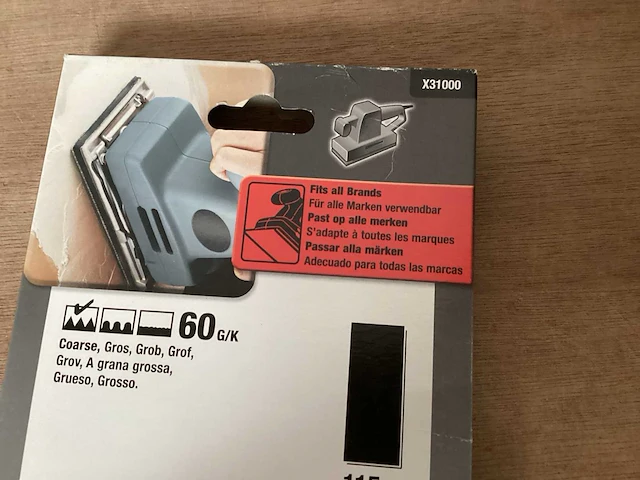 X31000
Fits all Brands
Für alle Marken verwendbar
Past op alle merken
S'adapte à toutes les marques
Passar alla märken
Adecuado para todas las marcas
60 G/K
Coarse, Gros, Grob, Grof,
Grov, A grana grossa,
Grueso, Grosso.
115